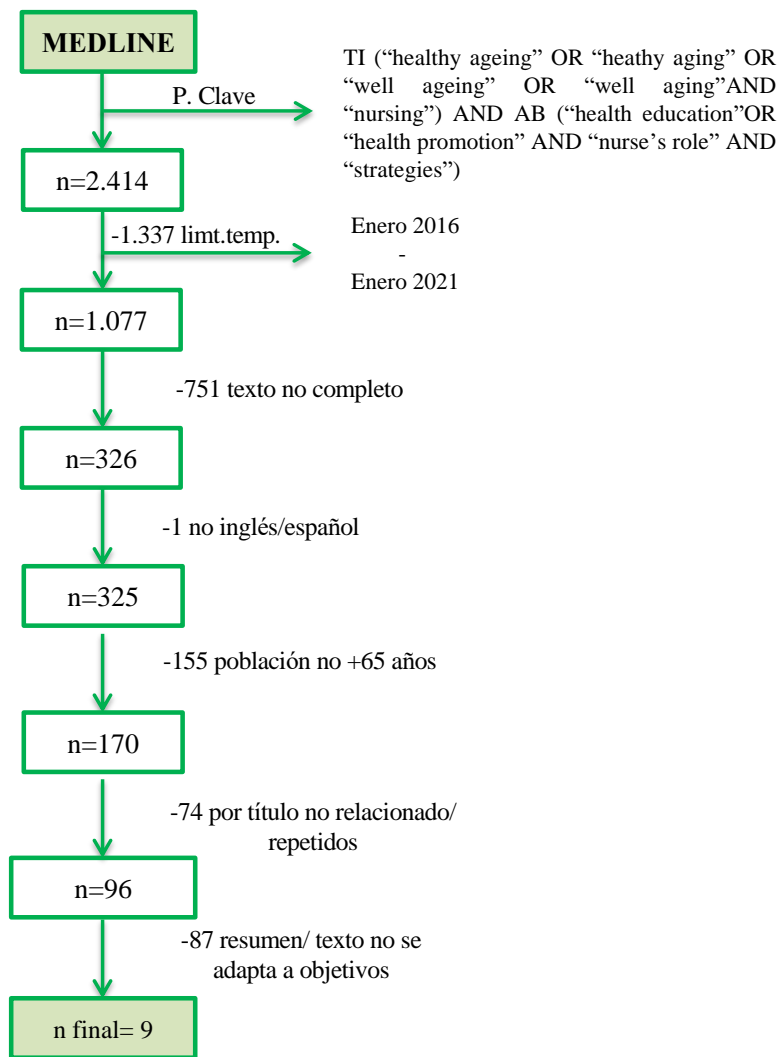 MEDLINE
P. Clave
TI (“healthy ageing” OR “heathy aging” OR
“well ageing” OR “well aging”AND
“nursing”) AND AB (“health education”OR
“health promotion” AND “nurse’s role” AND
“strategies”)
n=2.414
-1.337 limt.temp.
Enero 2016
-
Enero 2021
n=1.077
-751 texto no completo
n=326
-1 no inglés/español
n=325
-155 población no +65 años
n=170
-74 por título no relacionado/
repetidos
n=96
-87 resumen/ texto no se
adapta a objetivos
n final= 9